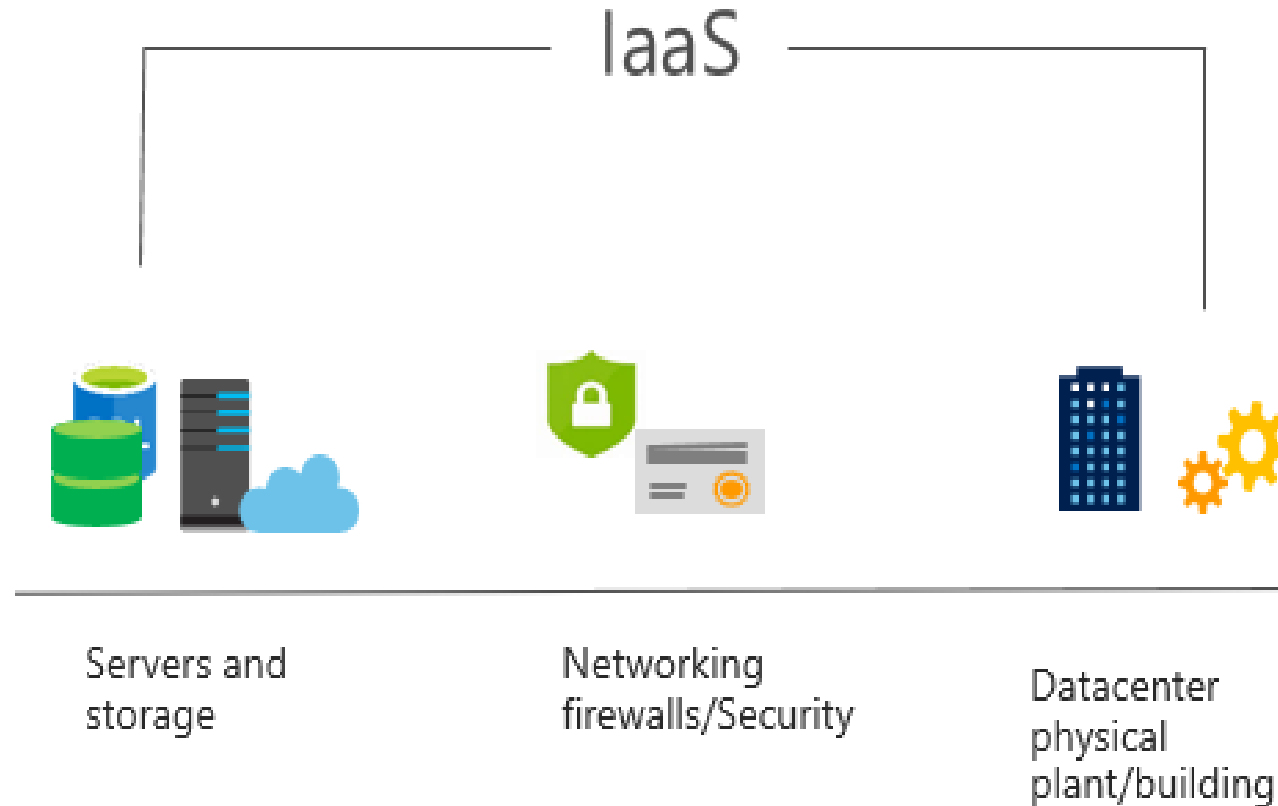 IaaS
Servers and
storage
Networking
firewalls/Security
Datacenter
physical
plant/building